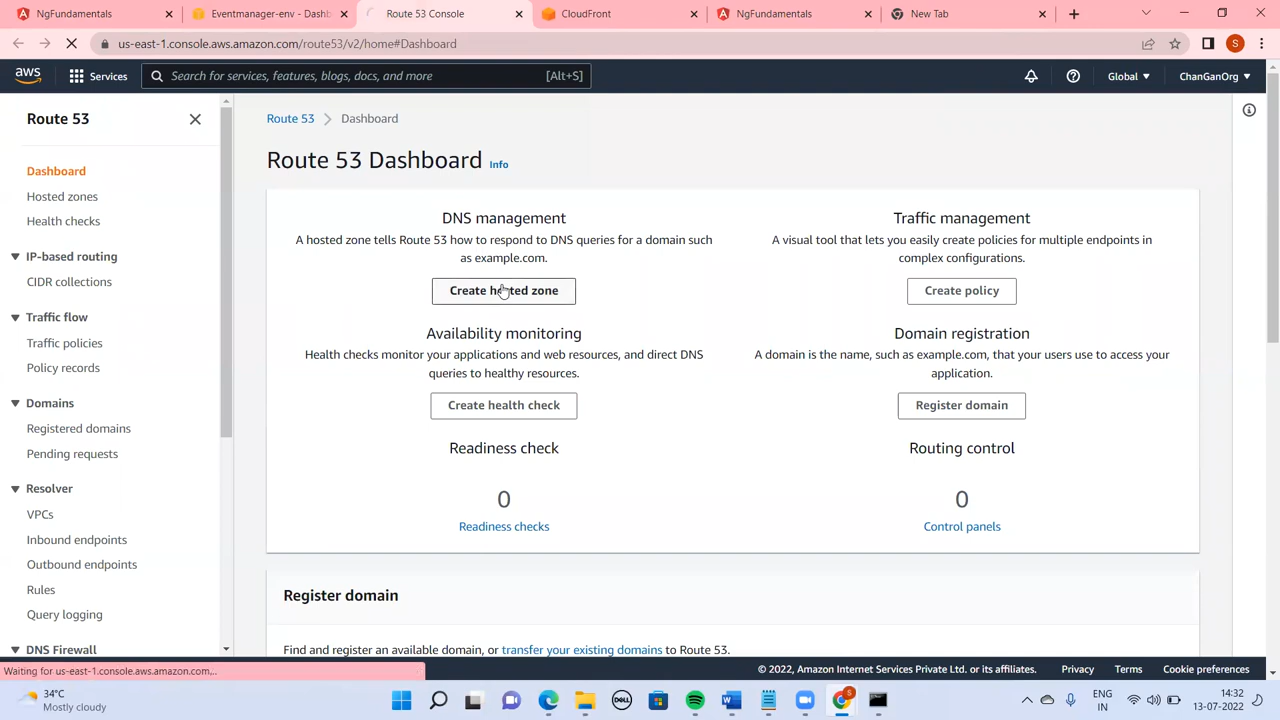 NgFundamentals
Eventmanager-env - Dashb
Route 53 Console
CloudFront
NgFundamentals
New Tab
us-east-1.console.aws.amazon.com/route53/v2/home#Dashboard
S
aws
Services
Search for services, features, blogs, docs, and more
[Alt+S]
Global
ChanGanOrg
Route 53
Dashboard
Hosted zones
Health checks
IP-based routing
CIDR collections
Traffic flow
Traffic policies
Policy records
Domains
Registered domains
Pending requests
Resolver
VPCs
Inbound endpoints
Outbound endpoints
Rules
Query logging
DNS Firewall
Route 53
Dashboard
Route 53 Dashboard Info
DNS management
A hosted zone tells Route 53 how to respond to DNS queries for a domain such
as example.com.
Create hosted zone
Traffic management
A visual tool that lets you easily create policies for multiple endpoints in
complex configurations.
Create policy
Availability monitoring
Health checks monitor your applications and web resources, and direct DNS
queries to healthy resources.
Create health check
Domain registration
A domain is the name, such as example.com, that your users use to access your
application.
Register domain
Readiness check
0
Readiness checks
Routing control
0
Control panels
Register domain
Find and register an available domain, or transfer your existing domains to Route 53.
Waiting for us-east-1.console.aws.amazon.com...
© 2022, Amazon Internet Services Private Ltd. or its affiliates.
Privacy
Terms
Cookie preferences
34°C
Mostly cloudy
DELL
S
ENG
IN
14:32
13-07-2022